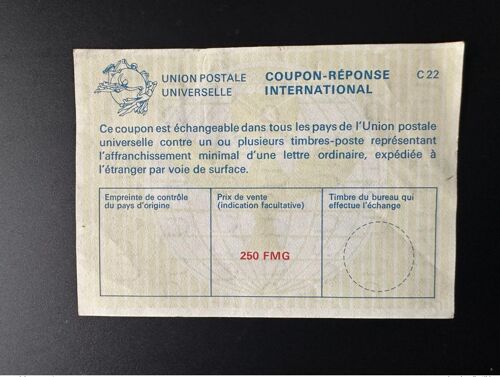 UNION POSTALE
UNIVERSELLE
COUPON-RÉPONSE
INTERNATIONAL
C 22
Ce coupon est échangeable dans tous les pays de l'Union postale
universelle contre un ou plusieurs timbres-poste représentant
l'affranchissement minimal d'une lettre ordinaire, expédiée à
l'étranger par voie de surface.
Empreinte de contrôle
du pays d'origine
Prix de vente
(indication facultative)
250 FMG
Timbre du bureau qui
effectue l'échange